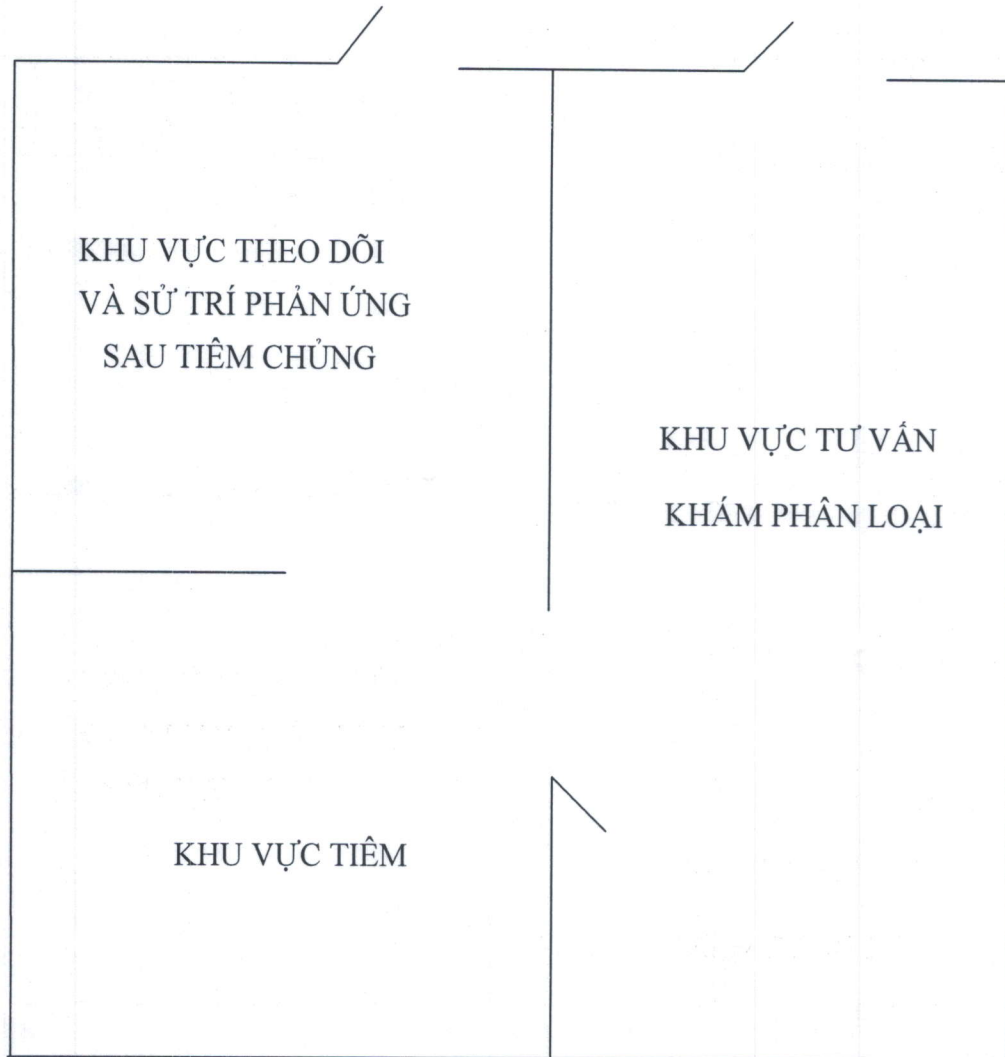 KHU VỰC THEO DÕI
VÀ SỬ TRÍ PHẢN ỨNG
SAU TIÊM CHỦNG
KHU VỰC TƯ VẤN
KHÁM PHÂN LOẠI
KHU VỰC TIÊM